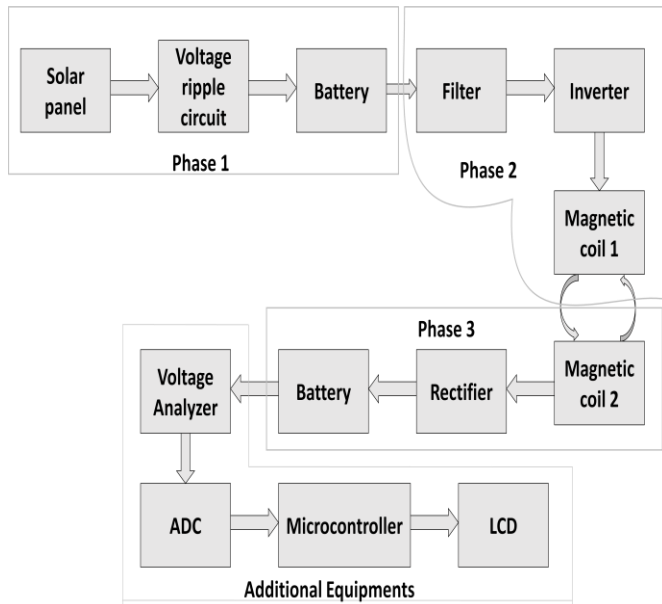 Solar
panel
Voltage
ripple
circuit
Battery
Phase 1
Filter
Inverter
Phase 2
Magnetic
coil 1
Phase 3
Magnetic
coil 2
Rectifier
Battery
Voltage
Analyzer
ADC
Microcontroller
LCD
Additional Equipments